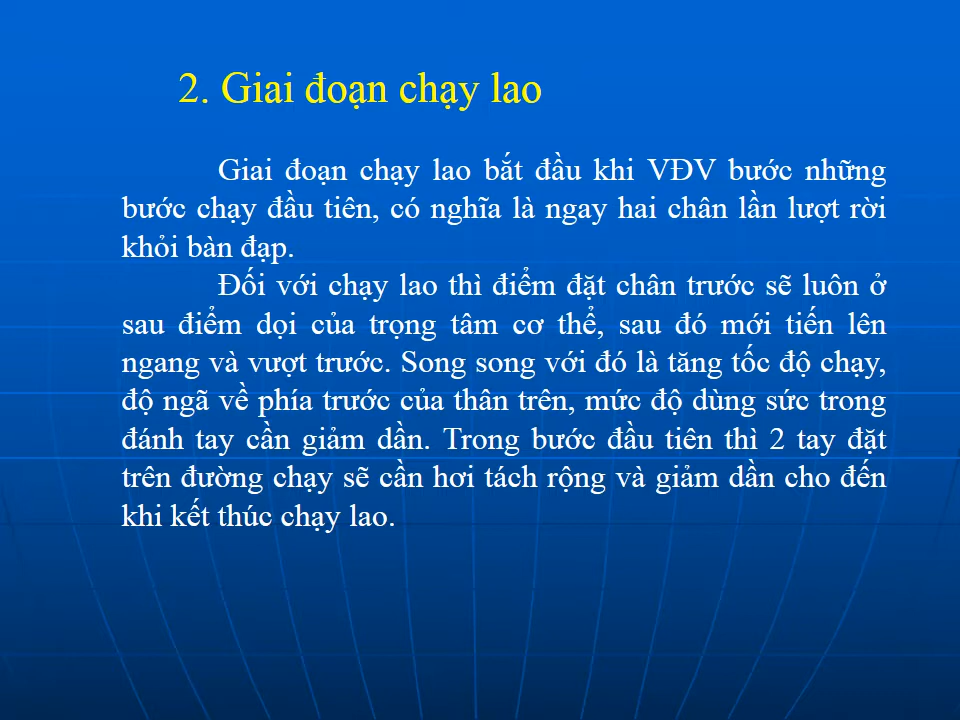 2. Giai đoạn chạy lao
Giai đoạn chạy lao bắt đầu khi VĐV bước những
bước chạy đầu tiên, có nghĩa là ngay hai chân lần lượt rời
khỏi bàn đạp.
Đối với chạy lao thì điểm đặt chân trước sẽ luôn ở
sau điểm dọi của trọng tâm cơ thể, sau đó mới tiến lên
ngang và vượt trước. Song song với đó là tăng tốc độ chạy,
độ ngã về phía trước của thân trên, mức độ dùng sức trong
đánh tay cần giảm dần. Trong bước đầu tiên thì 2 tay đặt
trên đường chạy sẽ cần hơi tách rộng và giảm dần cho đến
khi kết thúc chạy lao.